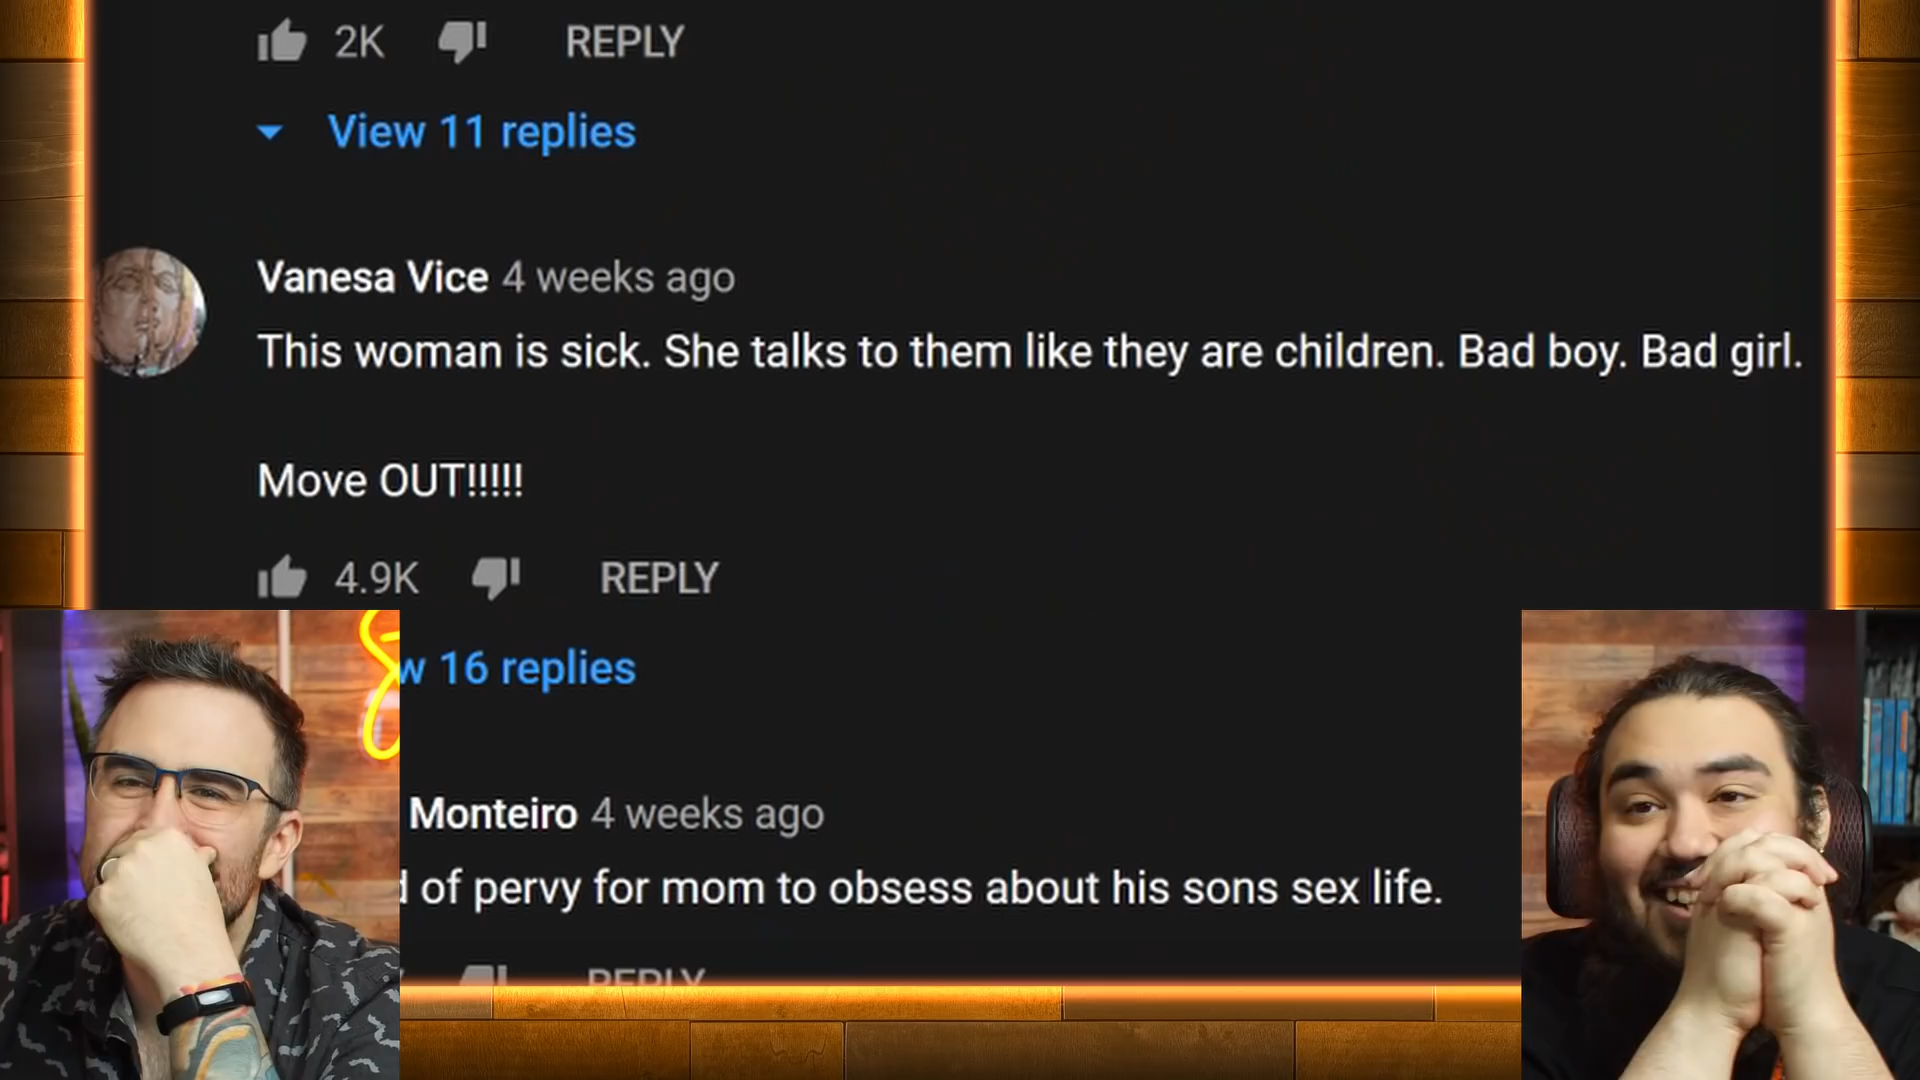 2K REPLY
View 11 replies
Vanesa Vice 4 weeks ago
This woman is sick. She talks to them like they are children. Bad boy. Bad girl.
Move OUT!!!!!
4.9K REPLY
16 replies
Monteiro 4 weeks ago
of pervy for mom to obsess about his sons sex life.
REPLY